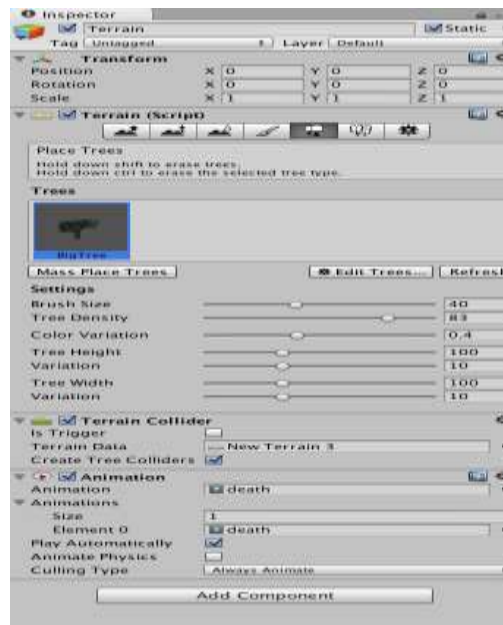 Inspector
Terrain Static
Tag Untagged Layer Default
Transform
Position X 0 Y 0 Z 0
Rotation X 0 Y 0 Z 0
Scale X 1 Y 1 Z 1
Terrain (Script)
Place Trees
Hold down shift to erase trees.
Hold down ctrl to erase the selected tree type.
Trees
BigTree
Mass Place Trees Edit Trees... Refresh
Settings
Brush Size 40
Tree Density 83
Color Variation 0.4
Tree Height 100
Variation 10
Tree Width 100
Variation 10
Terrain Collider
Is Trigger
Terrain Data New Terrain 3
Create Tree Colliders
Animation
Animation death
Animations
Size 1
Element 0 death
Play Automatically
Animate Physics
Culling Type Always Animate
Add Component